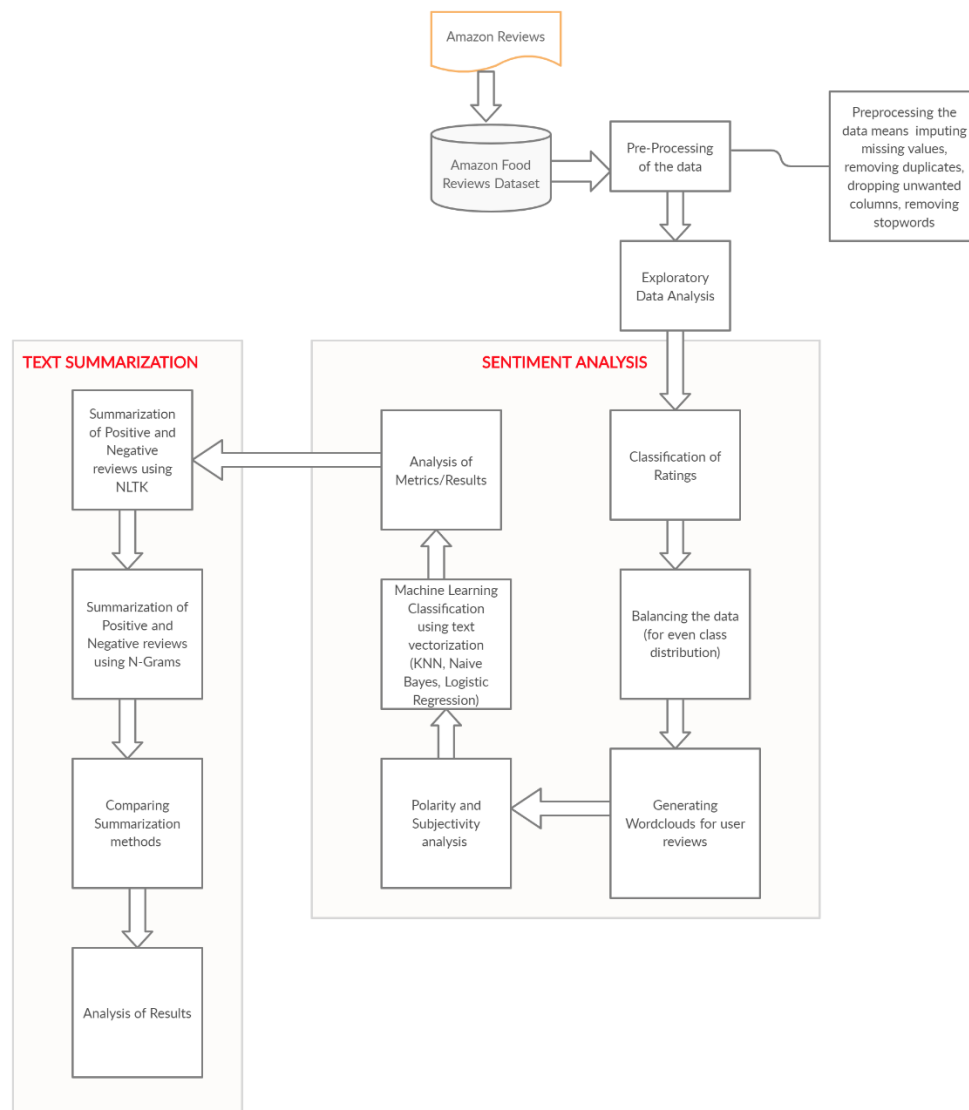 Amazon Reviews
Amazon Food
Reviews Dataset
Pre-Processing
of the data
Preprocessing the
data means imputing
missing values,
removing duplicates,
dropping unwanted
columns, removing
stopwords
Exploratory
Data Analysis
SENTIMENT ANALYSIS
Classification of
Ratings
Balancing the data
(for even class
distribution)
Generating
Wordclouds for user
reviews
Polarity and
Subjectivity
analysis
Machine Learning
Classification
using text
vectorization
(KNN, Naive
Bayes, Logistic
Regression)
Analysis of
Metrics/Results
TEXT SUMMARIZATION
Summarization
of Positive and
Negative
reviews using
NLTK
Summarization of
Positive and
Negative reviews
using N-Grams
Comparing
Summarization
methods
Analysis of Results